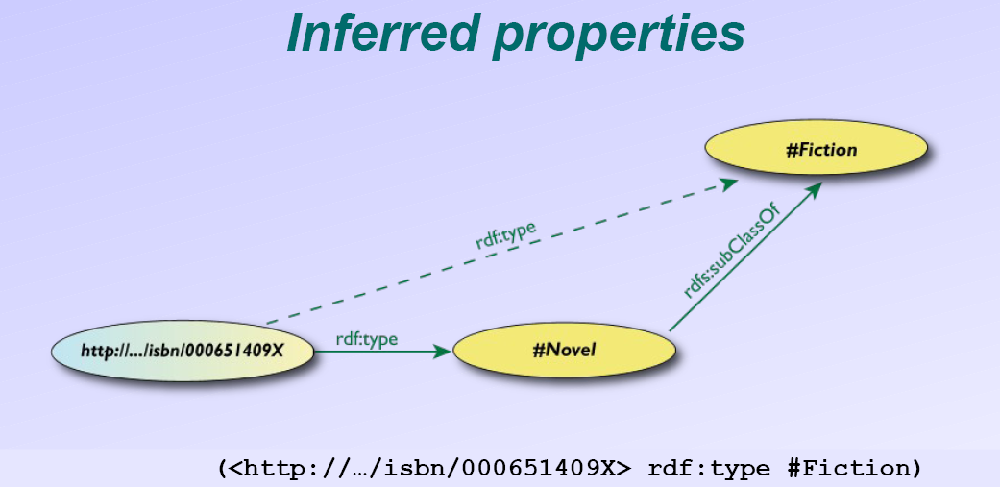 Inferred properties
#Fiction
rdf:type
rdfs:subClassOf
http://.../isbn/000651409X
rdf:type
#Novel
(<http://…/isbn/000651409X> rdf:type #Fiction)